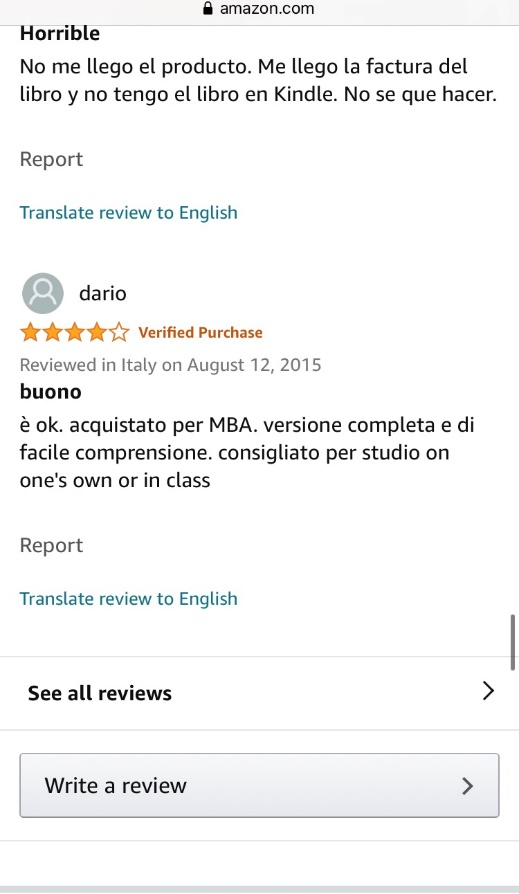 amazon.com
Horrible
No me llego el producto. Me llego la factura del
libro y no tengo el libro en Kindle. No se que hacer.
Report
Translate review to English
dario
Verified Purchase
Reviewed in Italy on August 12, 2015
buono
è ok. acquistato per MBA. versione completa e di
facile comprensione. consigliato per studio on
one's own or in class
Report
Translate review to English
See all reviews
Write a review